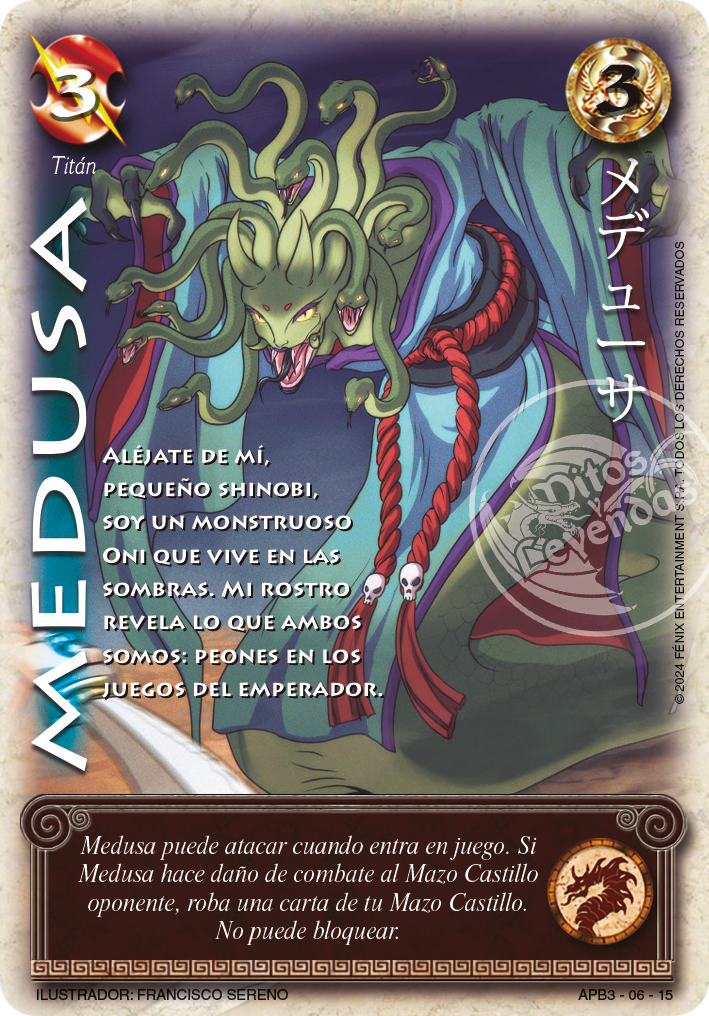 3
3
Titán
MEDUSA
メデューサ
ALÉJATE DE MÍ,
PEQUEÑO SHINOBI,
SOY UN MONSTRUOSO
ONI QUE VIVE EN LAS
SOMBRAS. MI ROSTRO
REVELA LO QUE AMBOS
SOMOS: PEONES EN LOS
JUEGOS DEL EMPERADOR.
Mitos y Leyendas
©2024 FÉNIX ENTERTAINMENT S.P.A. TODOS LOS DERECHOS RESERVADOS
Medusa puede atacar cuando entra en juego. Si
Medusa hace daño de combate al Mazo Castillo
oponente, roba una carta de tu Mazo Castillo.
No puede bloquear.
ILUSTRADOR: FRANCISCO SERENO
APB3 - 06 - 15